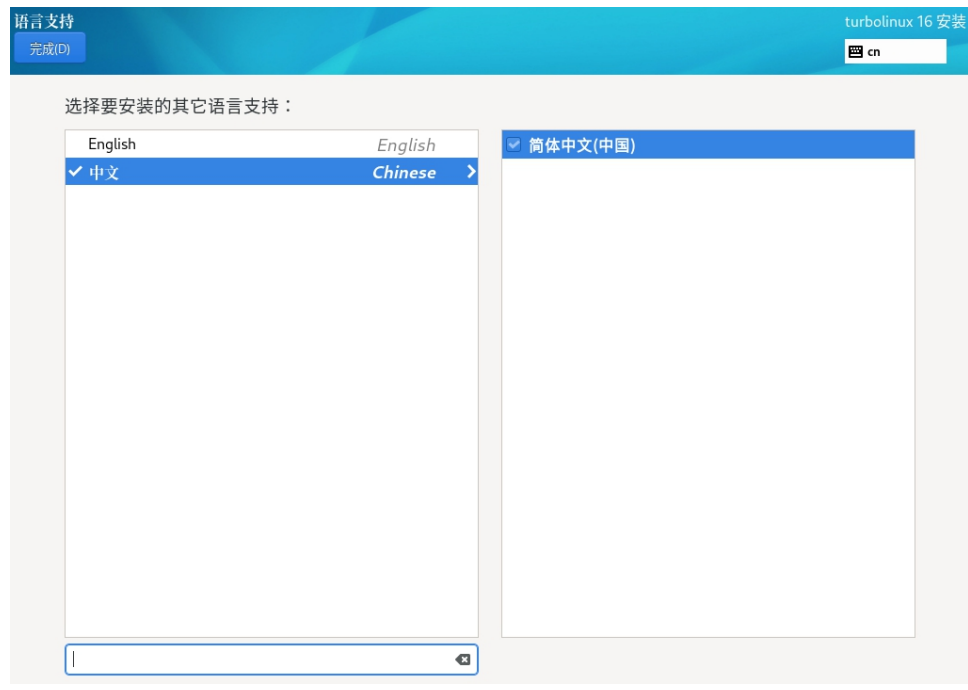 语言支持
turbolinux 16 安装
完成(D)
cn
选择要安装的其它语言支持：
English English
中文 Chinese
简体中文(中国)